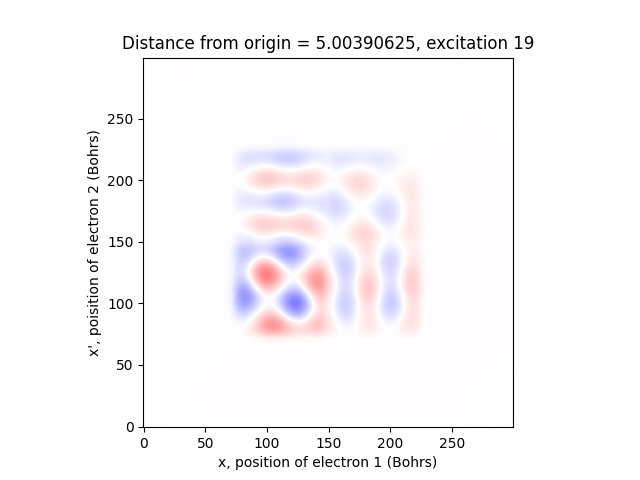 Distance from origin = 5.00390625, excitation 19
250
200
150
100
50
0
x', poisition of electron 2 (Bohrs)
0 50 100 150 200 250
x, position of electron 1 (Bohrs)